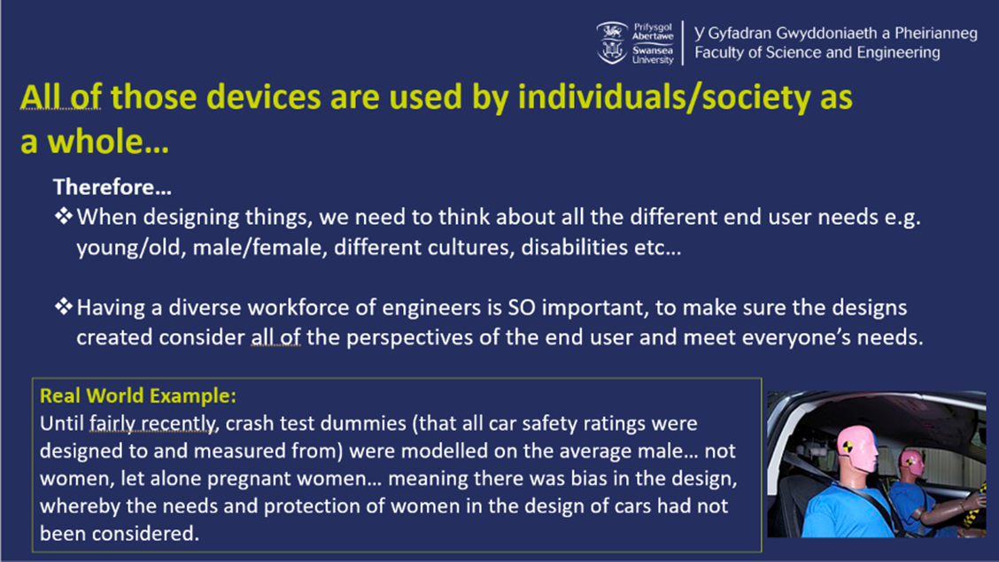 Prifysgol
Abertawe
Swansea
University
Y Gyfadran Gwyddoniaeth a Pheirianneg
Faculty of Science and Engineering
All of those devices are used by individuals/society as
a whole…
Therefore…
❖When designing things, we need to think about all the different end user needs e.g.
young/old, male/female, different cultures, disabilities etc…
❖Having a diverse workforce of engineers is SO important, to make sure the designs
created consider all of the perspectives of the end user and meet everyone’s needs.
Real World Example:
Until fairly recently, crash test dummies (that all car safety ratings were
designed to and measured from) were modelled on the average male… not
women, let alone pregnant women… meaning there was bias in the design,
whereby the needs and protection of women in the design of cars had not
been considered.